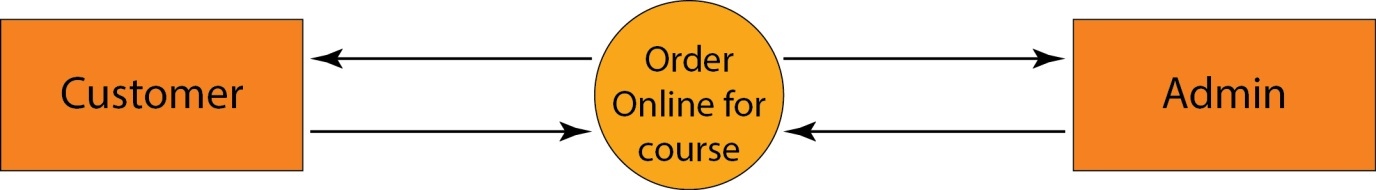 Customer
Order
Online for
course
Admin